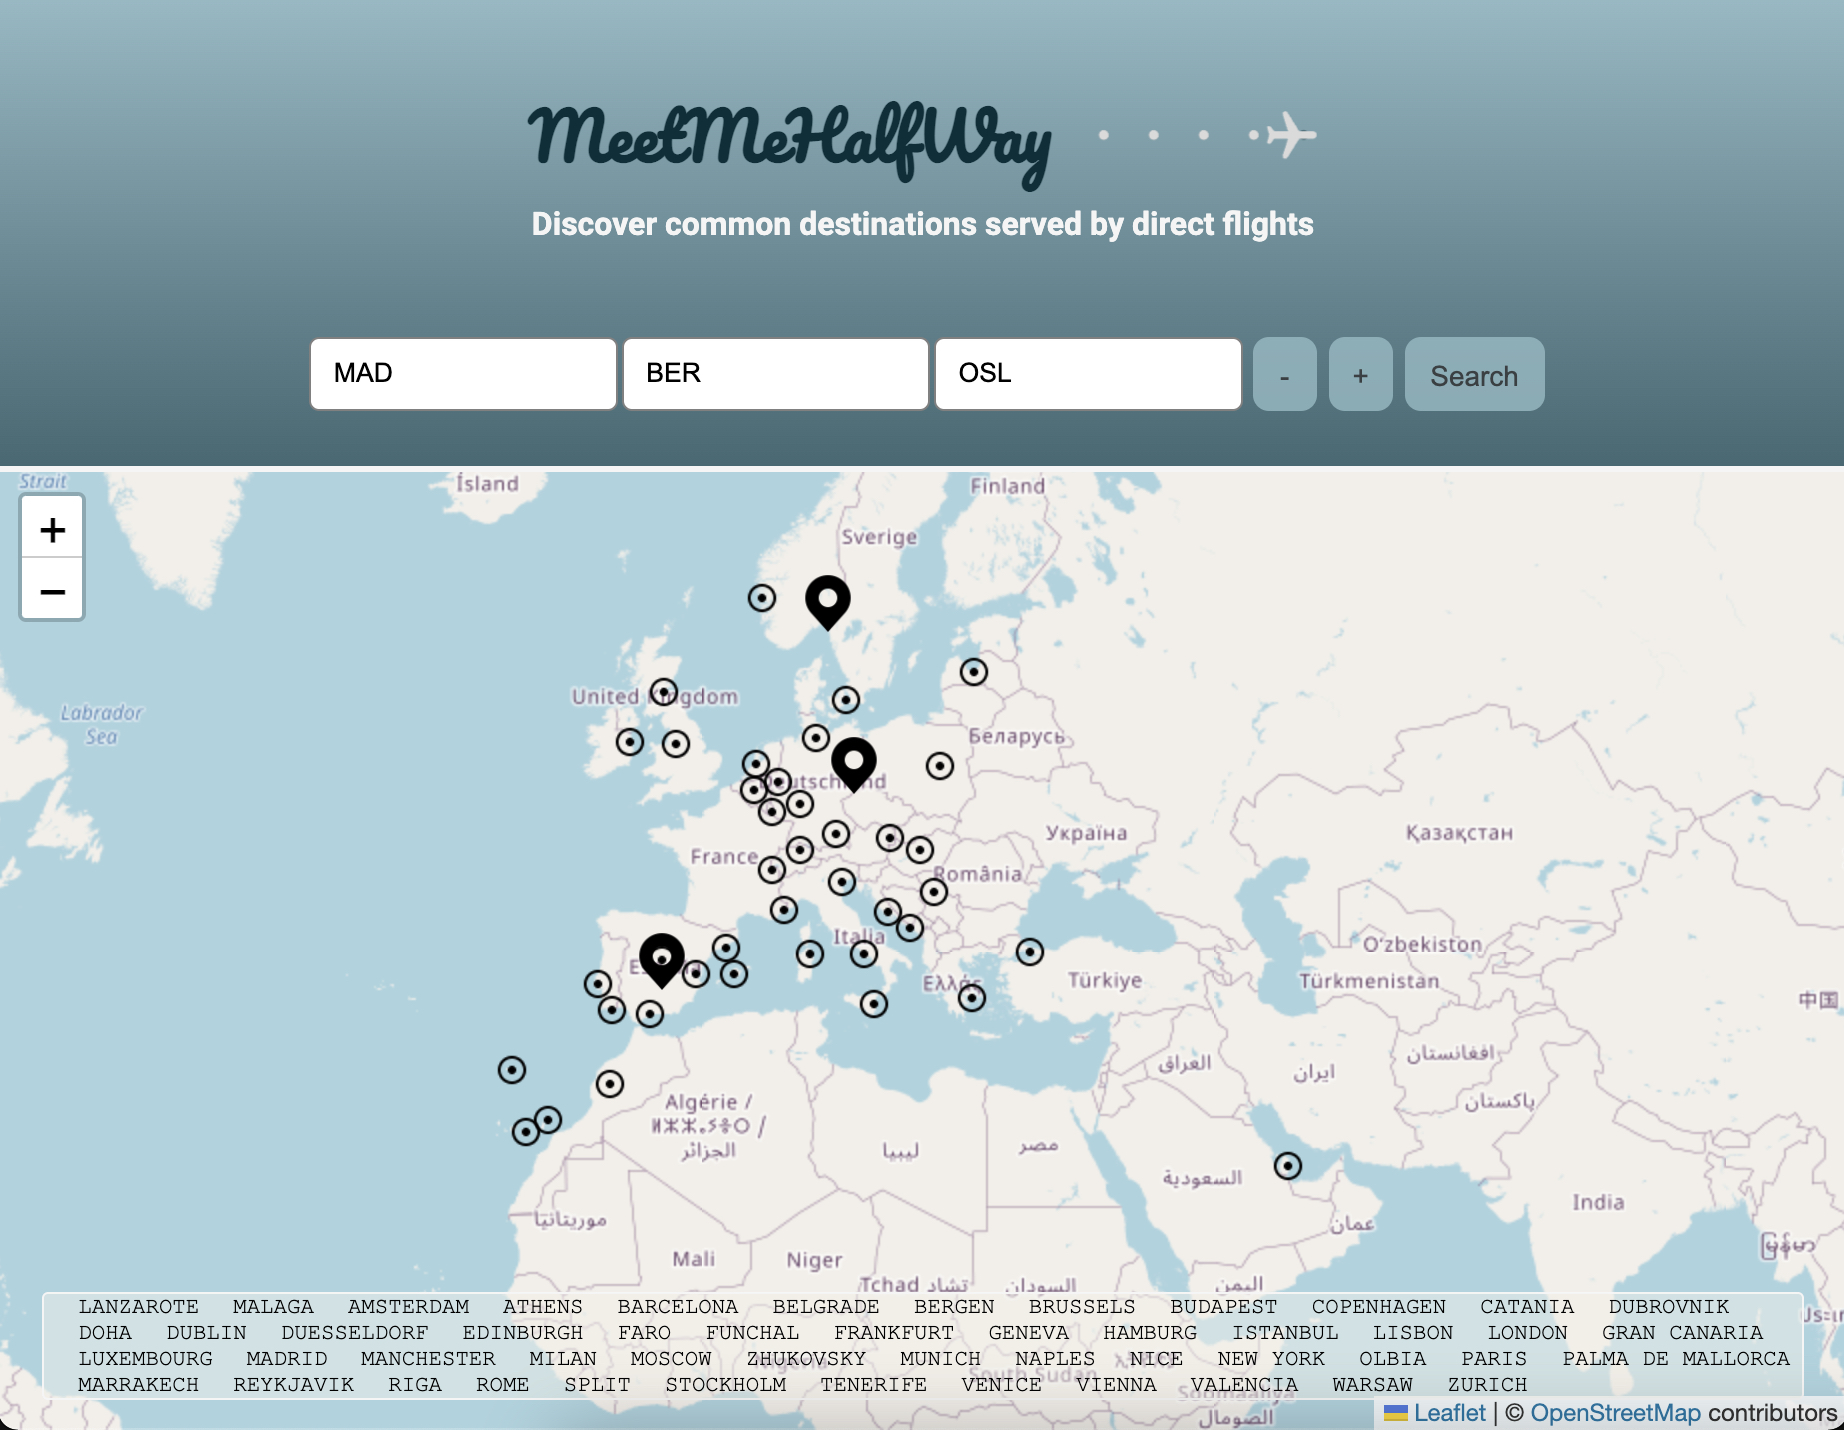 MeetMeHalfWay
Discover common destinations served by direct flights
MAD BER OSL - + Search
Strait
Ísland
Finland
+
−
Sverige
United Kingdom
Labrador
Sea
Беларусь
Deutschland
Україна
Қазақстан
France
România
Italia
Oʻzbekiston
España
Ελλάς
Türkiye
Türkmenistan
中国
افغانستان
العراق
ايران
پاکستان
Algérie /
ⵍⵣⵣⴰⵢⴻⵔ /
الجزائر
ليبيا
مصر
السعودية
India
موريتانيا
عمان
Mali
Niger
Tchad تشاد
السودان
اليمن
LANZAROTE MALAGA AMSTERDAM ATHENS BARCELONA BELGRADE BERGEN BRUSSELS BUDAPEST COPENHAGEN CATANIA DUBROVNIK
DOHA DUBLIN DUESSELDORF EDINBURGH FARO FUNCHAL FRANKFURT GENEVA HAMBURG ISTANBUL LISBON LONDON GRAN CANARIA
LUXEMBOURG MADRID MANCHESTER MILAN MOSCOW ZHUKOVSKY MUNICH NAPLES NICE NEW YORK OLBIA PARIS PALMA DE MALLORCA
South Sudan
MARRAKECH REYKJAVIK RIGA ROME SPLIT STOCKHOLM TENERIFE VENICE VIENNA VALENCIA WARSAW ZURICH
الصومال
Leaflet | © OpenStreetMap contributors